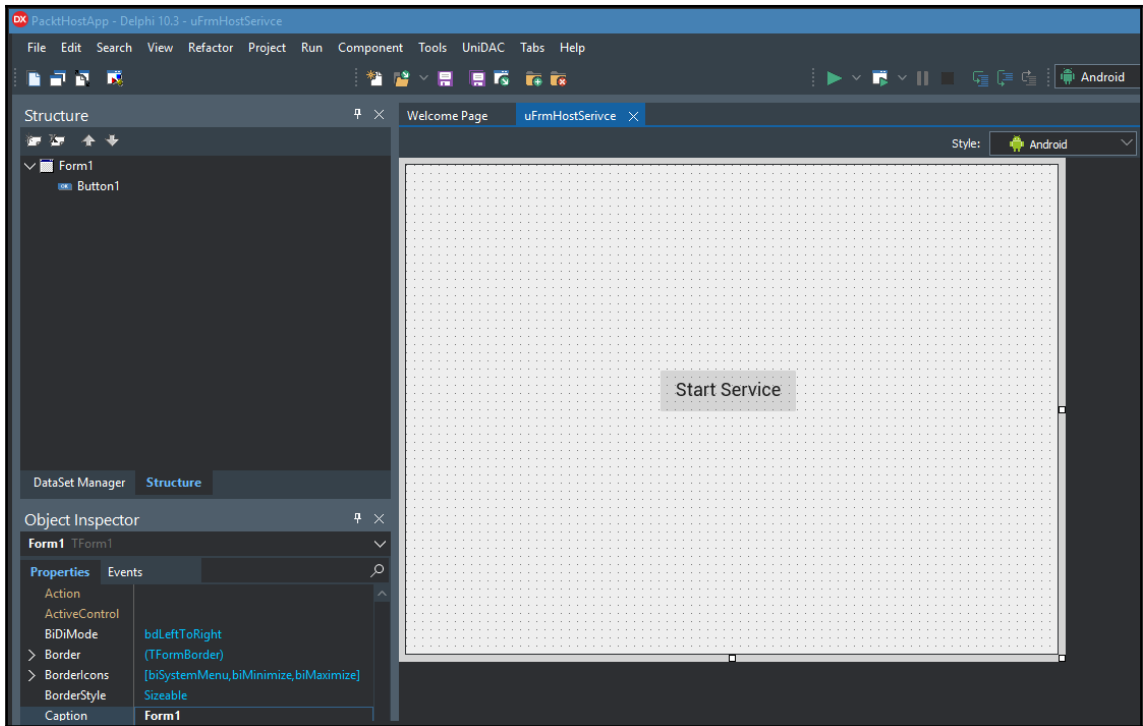 PacktHostApp - Delphi 10.3 - uFrmHostSerivce
File Edit Search View Refactor Project Run Component Tools UniDAC Tabs Help
Android
Structure
Welcome Page uFrmHostSerivce
Style: Android
Form1
Button1
Start Service
DataSet Manager Structure
Object Inspector
Form1 TForm1
Properties Events
Action
ActiveControl
BiDiMode bdLeftToRight
Border (TFormBorder)
BorderIcons [biSystemMenu,biMinimize,biMaximize]
BorderStyle Sizeable
Caption Form1